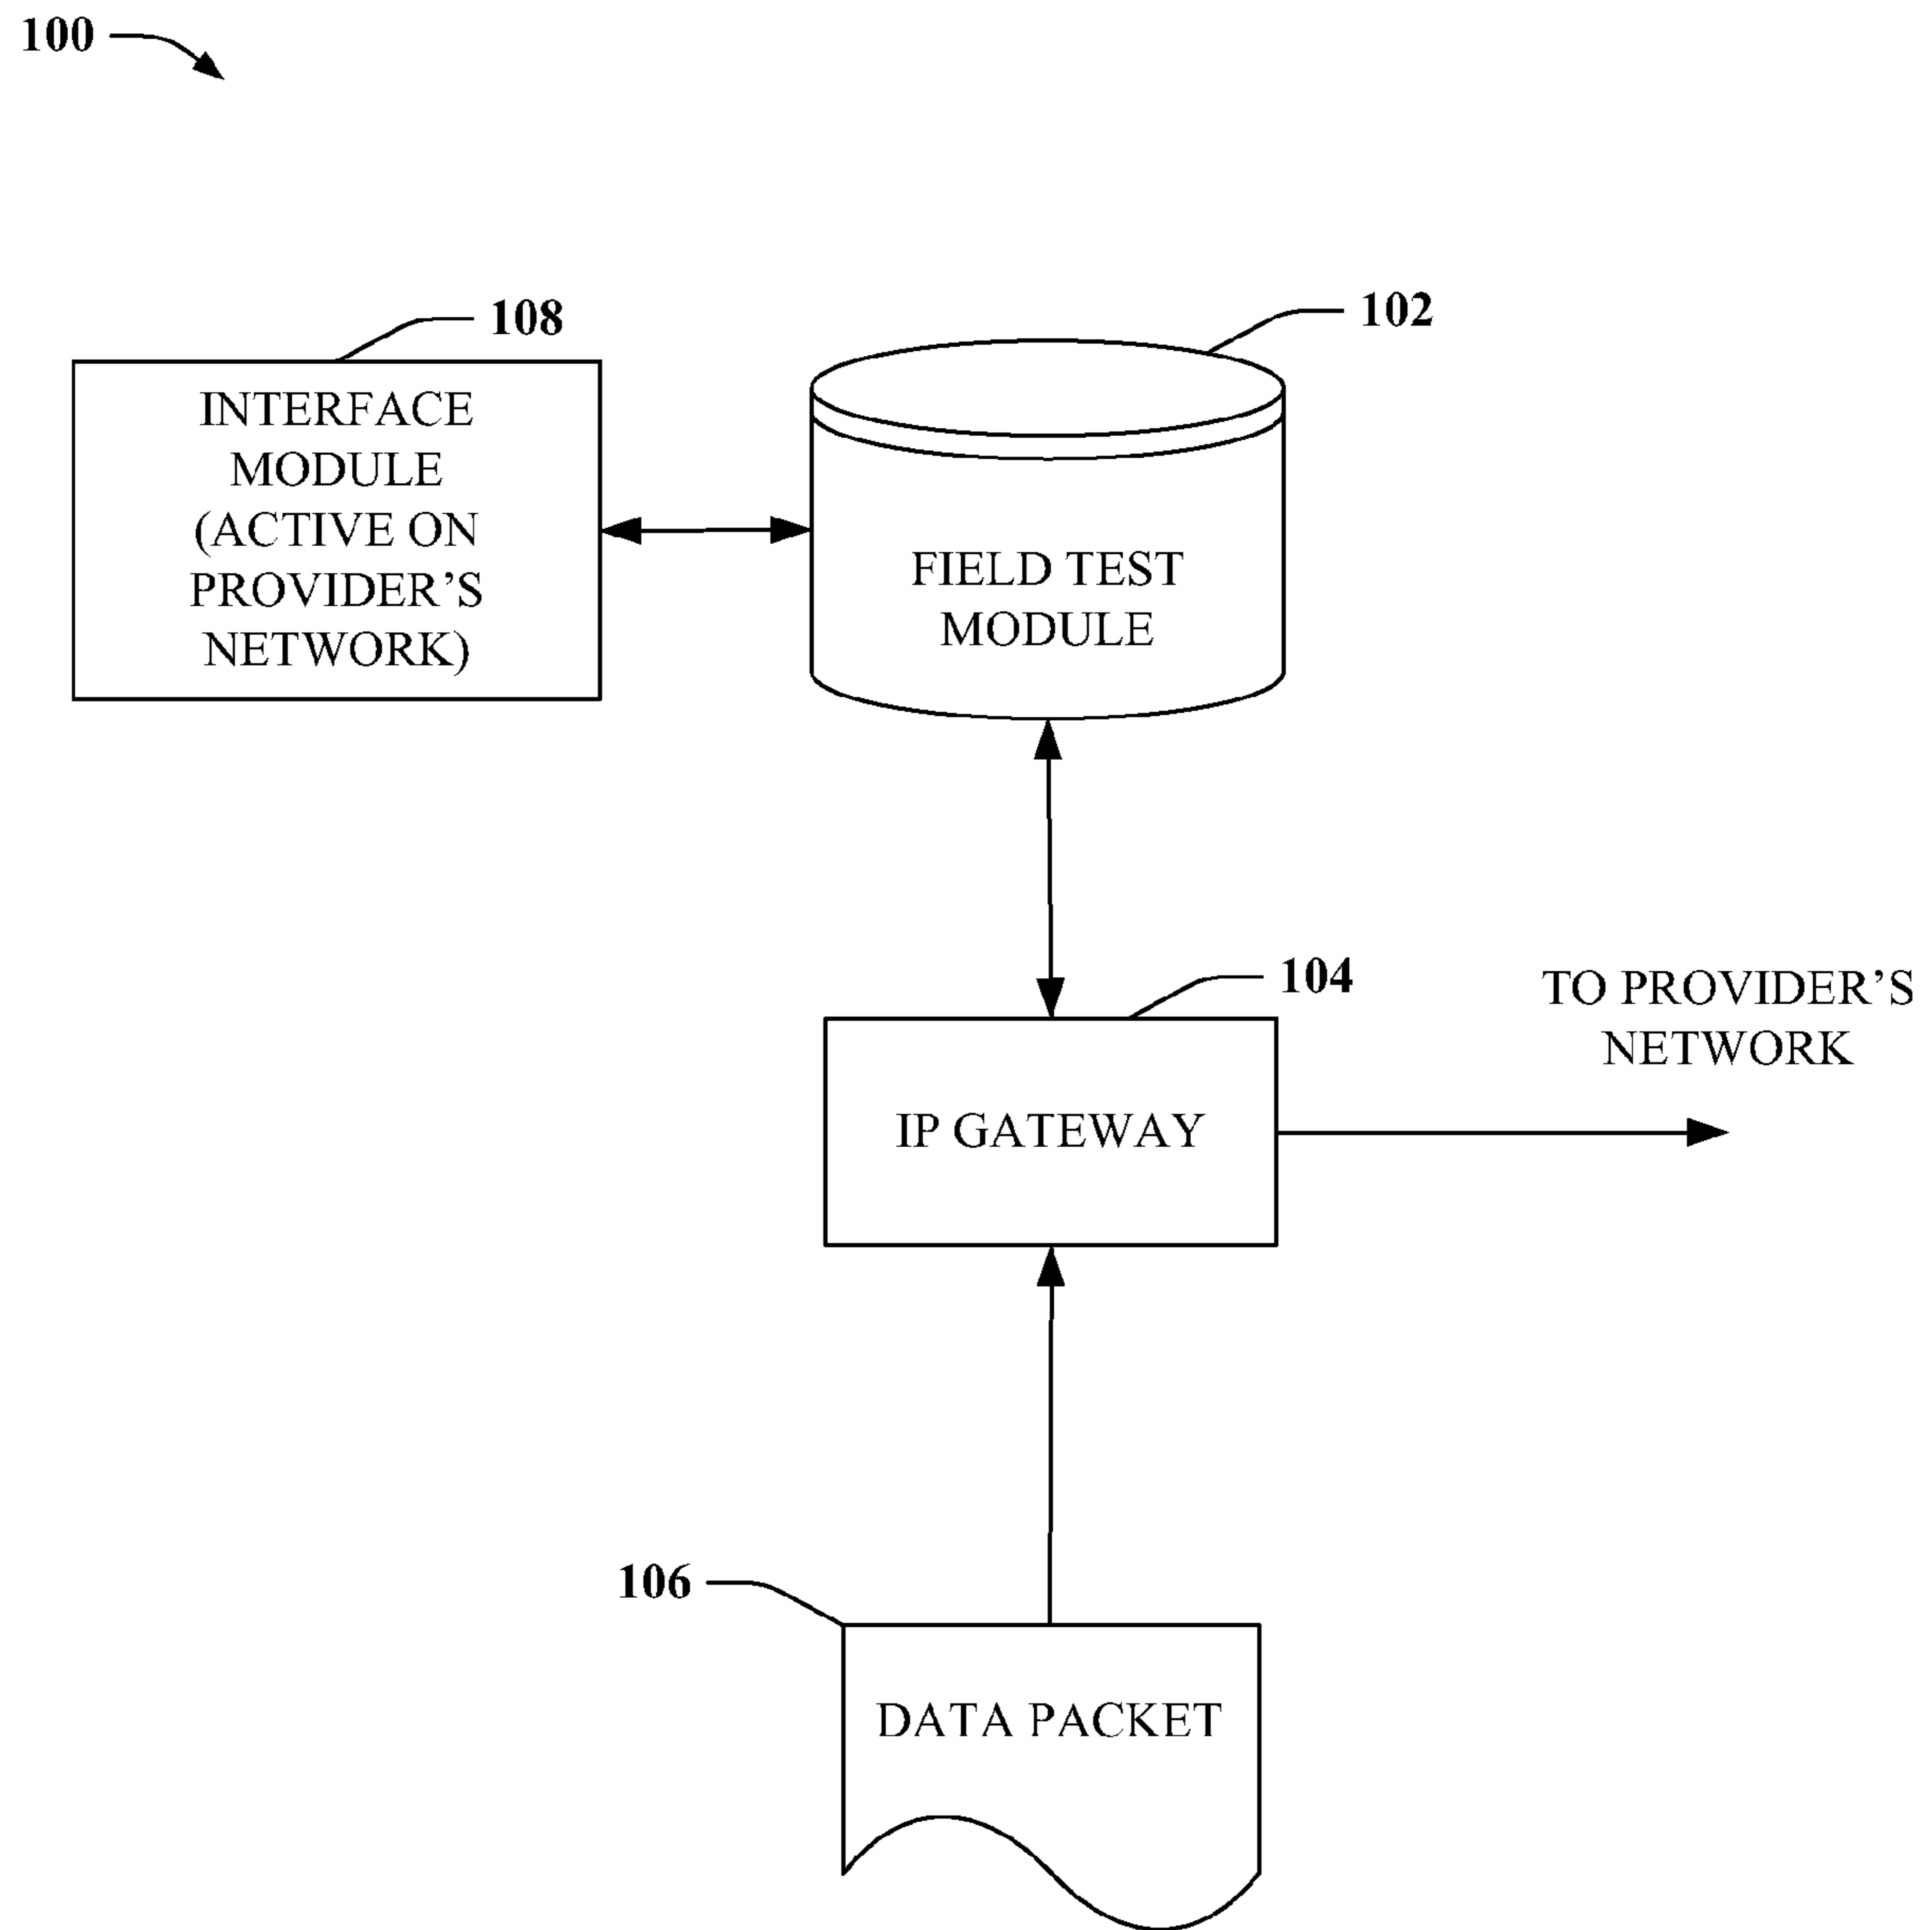 100
108
102
INTERFACE
MODULE
(ACTIVE ON
PROVIDER’S
NETWORK)
FIELD TEST
MODULE
104
TO PROVIDER’S
NETWORK
IP GATEWAY
106
DATA PACKET